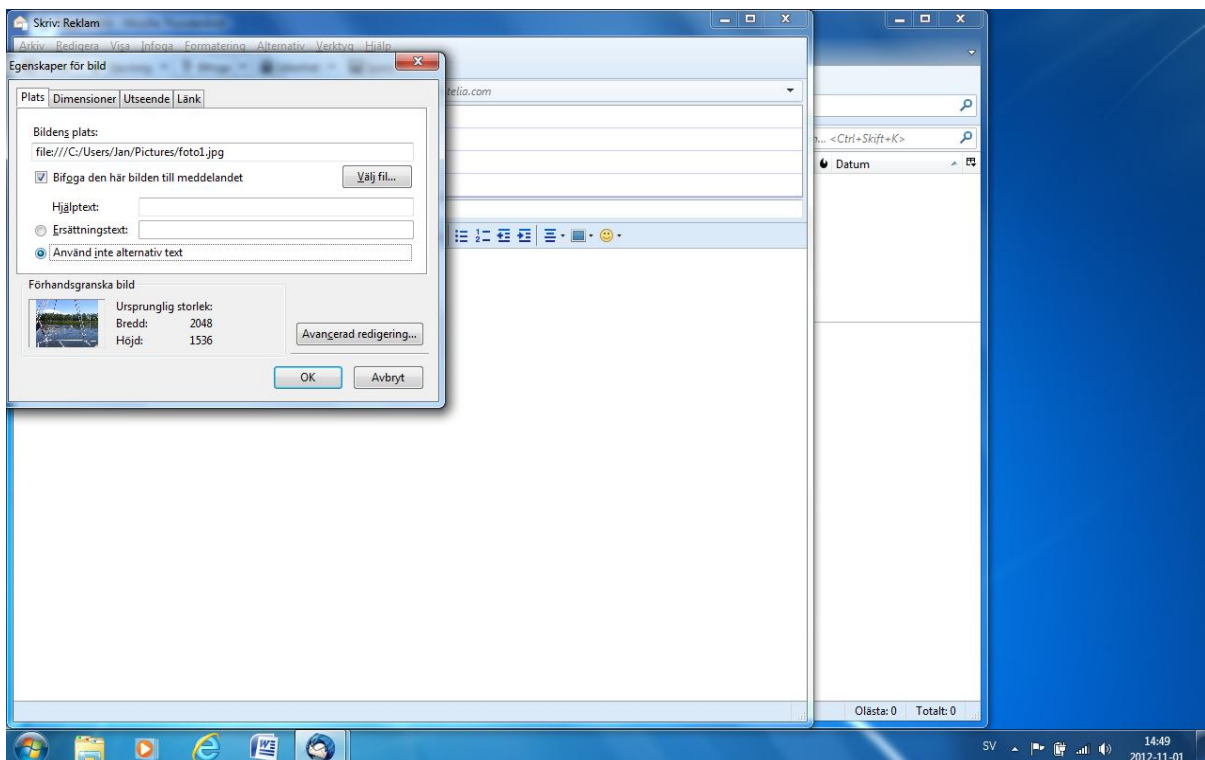 Skriv: Reklam
Arkiv Redigera Visa Infoga Formatering Alternativ Verktyg Hjälp
Egenskaper för bild
telia.com
Plats Dimensioner Utseende Länk
Bildens plats:
file:///C:/Users/Jan/Pictures/foto1.jpg
... <Ctrl+Skift+K>
Bifoga den här bilden till meddelandet Välj fil...
Datum
Hjälptext:
Ersättningstext:
Använd inte alternativ text
Förhandsgranska bild
Ursprunglig storlek:
Bredd: 2048
Höjd: 1536
Avancerad redigering...
OK Avbryt
Olästa: 0 Totalt: 0
SV 14:49
2012-11-01